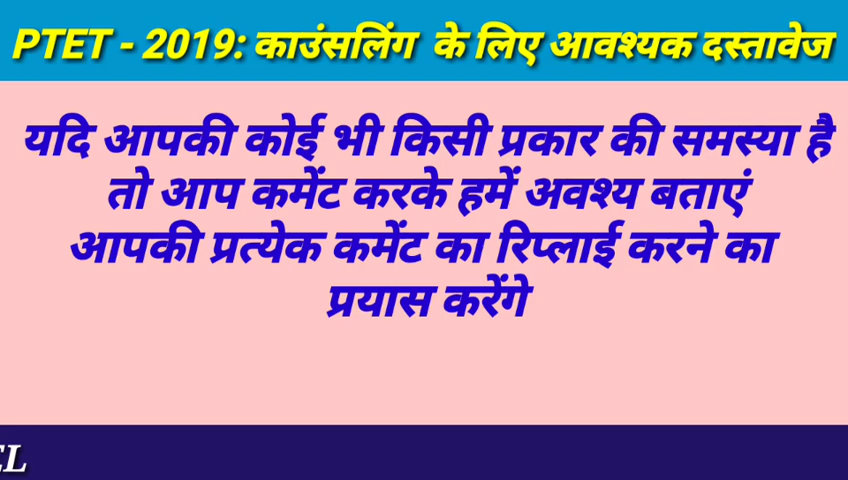 PTET - 2019: काउंसलिंग के लिए आवश्यक दस्तावेज
यदि आपकी कोई भी किसी प्रकार की समस्या है
तो आप कमेंट करके हमें अवश्य बताएं
आपकी प्रत्येक कमेंट का रिप्लाई करने का
प्रयास करेंगे
EL